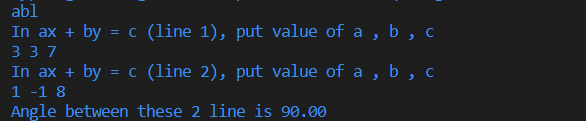 abl
In ax + by = c (line 1), put value of a , b , c
3 3 7
In ax + by = c (line 2), put value of a , b , c
1 -1 8
Angle between these 2 line is 90.00